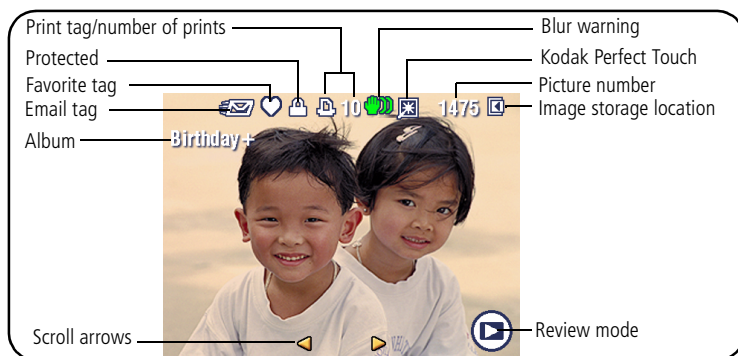 Print tag/number of prints
Protected
Favorite tag
Email tag
Album
Scroll arrows
Blur warning
Kodak Perfect Touch
Picture number
Image storage location
Review mode
10
1475
Birthday+